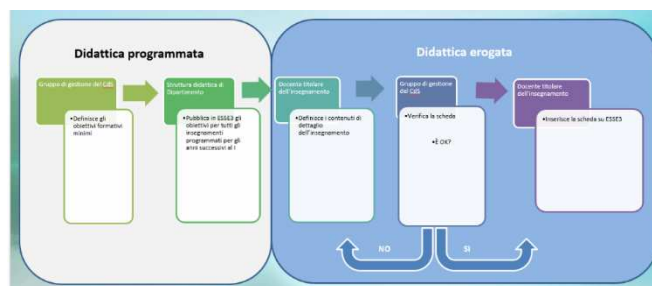 Didattica programmata
Didattica erogata
Gruppo di gestione del CdS
•Definisce gli
obiettivi formativi
minimi
Struttura didattica di
Dipartimento
•Pubblica in ESSE3 gli
obiettivi per tutti gli
insegnamenti
programmati per gli
anni successivi al I
Docente titolare
dell'insegnamento
•Definisce i contenuti di
dettaglio
dell'insegnamento
Gruppo di gestione del
CdS
•Verifica la scheda
•È OK?
Docente titolare
dell'insegnamento
•Inserisce la scheda su ESSE3
NO
SI